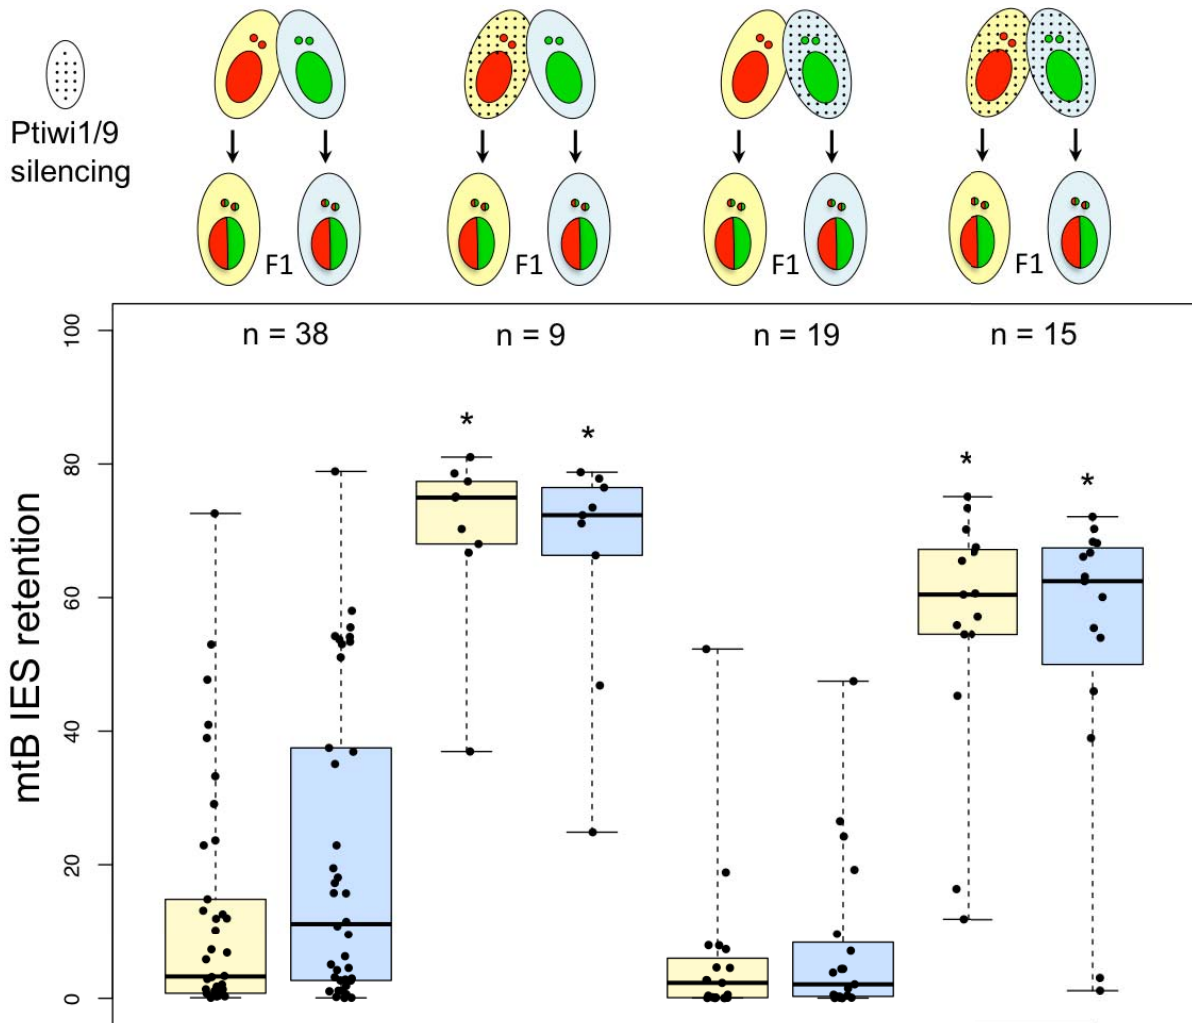 Ptiwi1/9
silencing
F1
F1
F1
F1
n = 38
n = 9
n = 19
n = 15
100
80
60
40
20
0
mtB IES retention
*
*
*
*